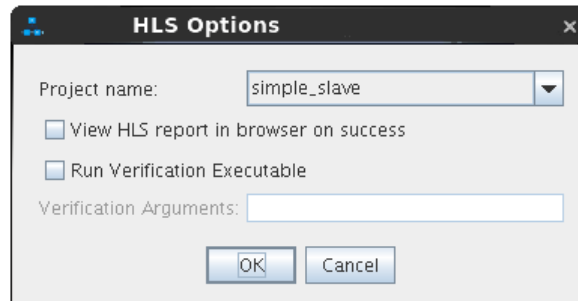 HLS Options
Project name: simple_slave
View HLS report in browser on success
Run Verification Executable
Verification Arguments:
OK Cancel